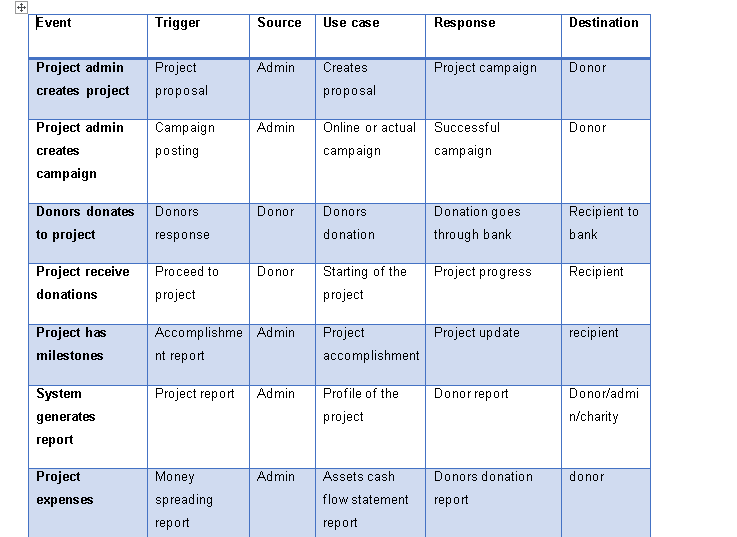 Event Trigger Source Use case Response Destination
Project admin Project Admin Creates Project campaign Donor
creates project proposal proposal
Project admin Campaign Admin Online or actual Successful Donor
creates posting campaign campaign
campaign
Donors donates Donors Donor Donors Donation goes Recipient to
to project response donation through bank bank
Project receive Proceed to Donor Starting of the Project progress Recipient
donations project project
Project has Accomplishme Admin Project Project update recipient
milestones nt report accomplishment
System Project report Admin Profile of the Donor report Donor/admi
generates project n/charity
report
Project Money Admin Assets cash Donors donation donor
expenses spreading flow statement report
report report